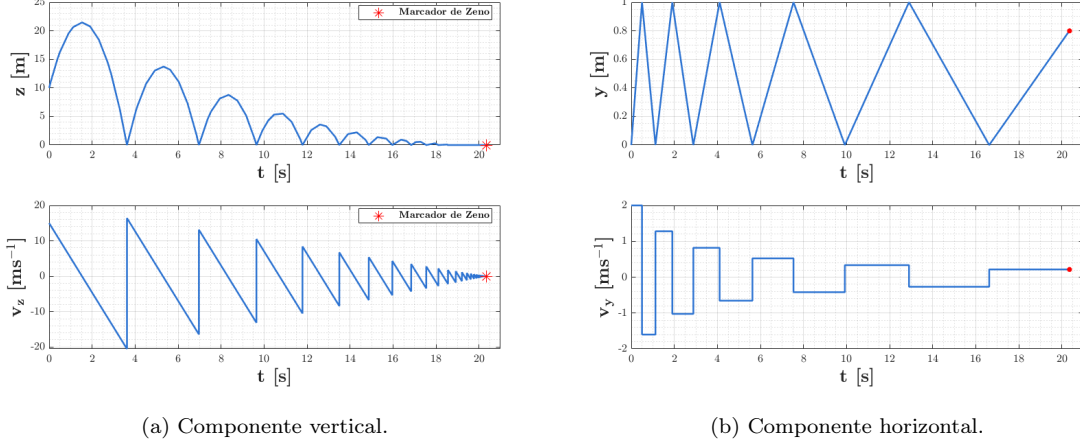 25
20
15
10
5
0
z [m]
0 2 4 6 8 10 12 14 16 18 20
t [s]
Marcador de Zeno
20
10
0
-10
-20
v_z [ms⁻¹]
0 2 4 6 8 10 12 14 16 18 20
t [s]
Marcador de Zeno
(a) Componente vertical.
1
0.8
0.6
0.4
0.2
0
y [m]
0 2 4 6 8 10 12 14 16 18 20
t [s]
2
1
0
-1
-2
v_y [ms⁻¹]
0 2 4 6 8 10 12 14 16 18 20
t [s]
(b) Componente horizontal.